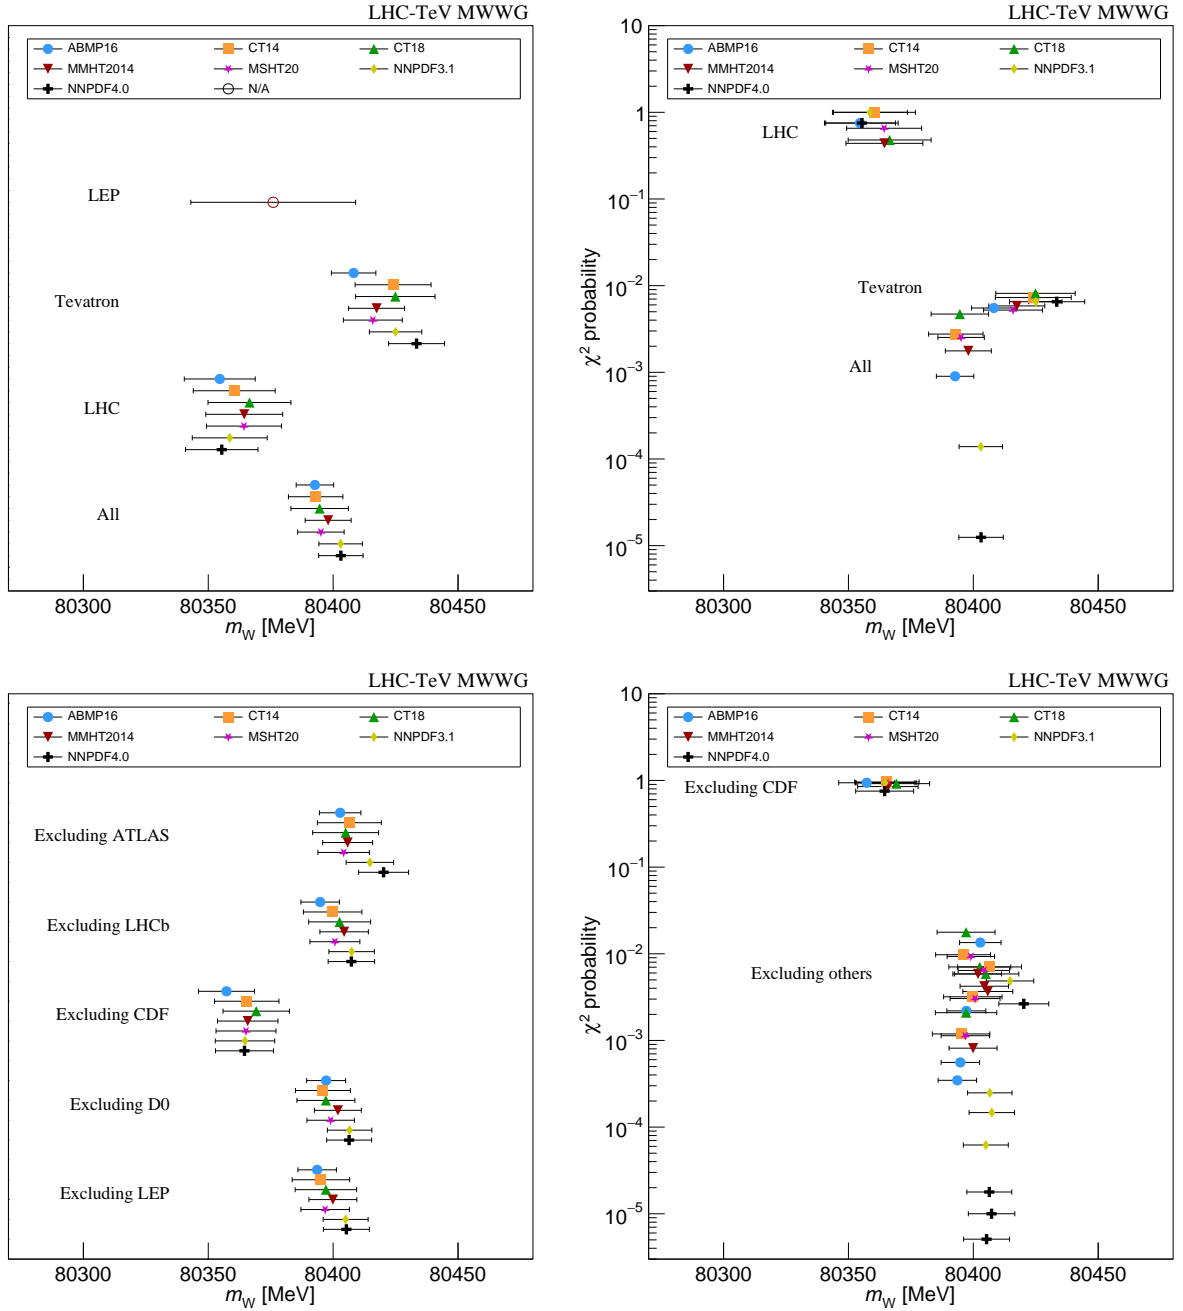 LHC-TeV MWWG
ABMP16 CT14 CT18
MMHT2014 MSHT20 NNPDF3.1
NNPDF4.0 N/A
LEP
Tevatron
LHC
All
80300 80350 80400 80450
m_W [MeV]
LHC-TeV MWWG
ABMP16 CT14 CT18
MMHT2014 MSHT20 NNPDF3.1
NNPDF4.0
χ² probability
10
1
10⁻¹
10⁻²
10⁻³
10⁻⁴
10⁻⁵
LHC
Tevatron
All
80300 80350 80400 80450
m_W [MeV]
LHC-TeV MWWG
ABMP16 CT14 CT18
MMHT2014 MSHT20 NNPDF3.1
NNPDF4.0
Excluding ATLAS
Excluding LHCb
Excluding CDF
Excluding D0
Excluding LEP
80300 80350 80400 80450
m_W [MeV]
LHC-TeV MWWG
ABMP16 CT14 CT18
MMHT2014 MSHT20 NNPDF3.1
NNPDF4.0
χ² probability
10
1
10⁻¹
10⁻²
10⁻³
10⁻⁴
10⁻⁵
Excluding CDF
Excluding others
80300 80350 80400 80450
m_W [MeV]